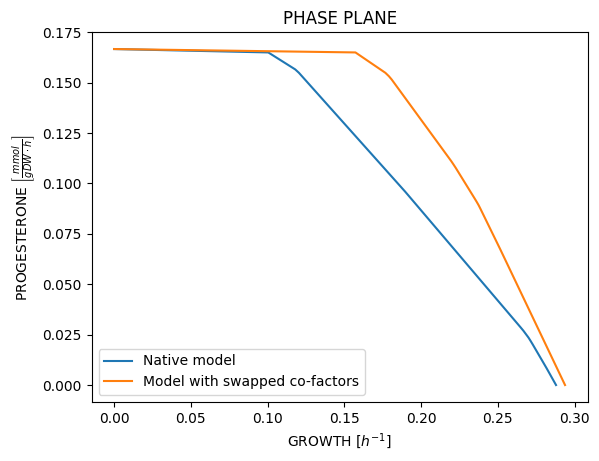 PHASE PLANE
0.175
0.150
0.125
0.100
0.075
0.050
0.025
0.000
PROGESTERONE [mmol / gDW · h]
Native model
Model with swapped co-factors
0.00 0.05 0.10 0.15 0.20 0.25 0.30
GROWTH [h⁻¹]